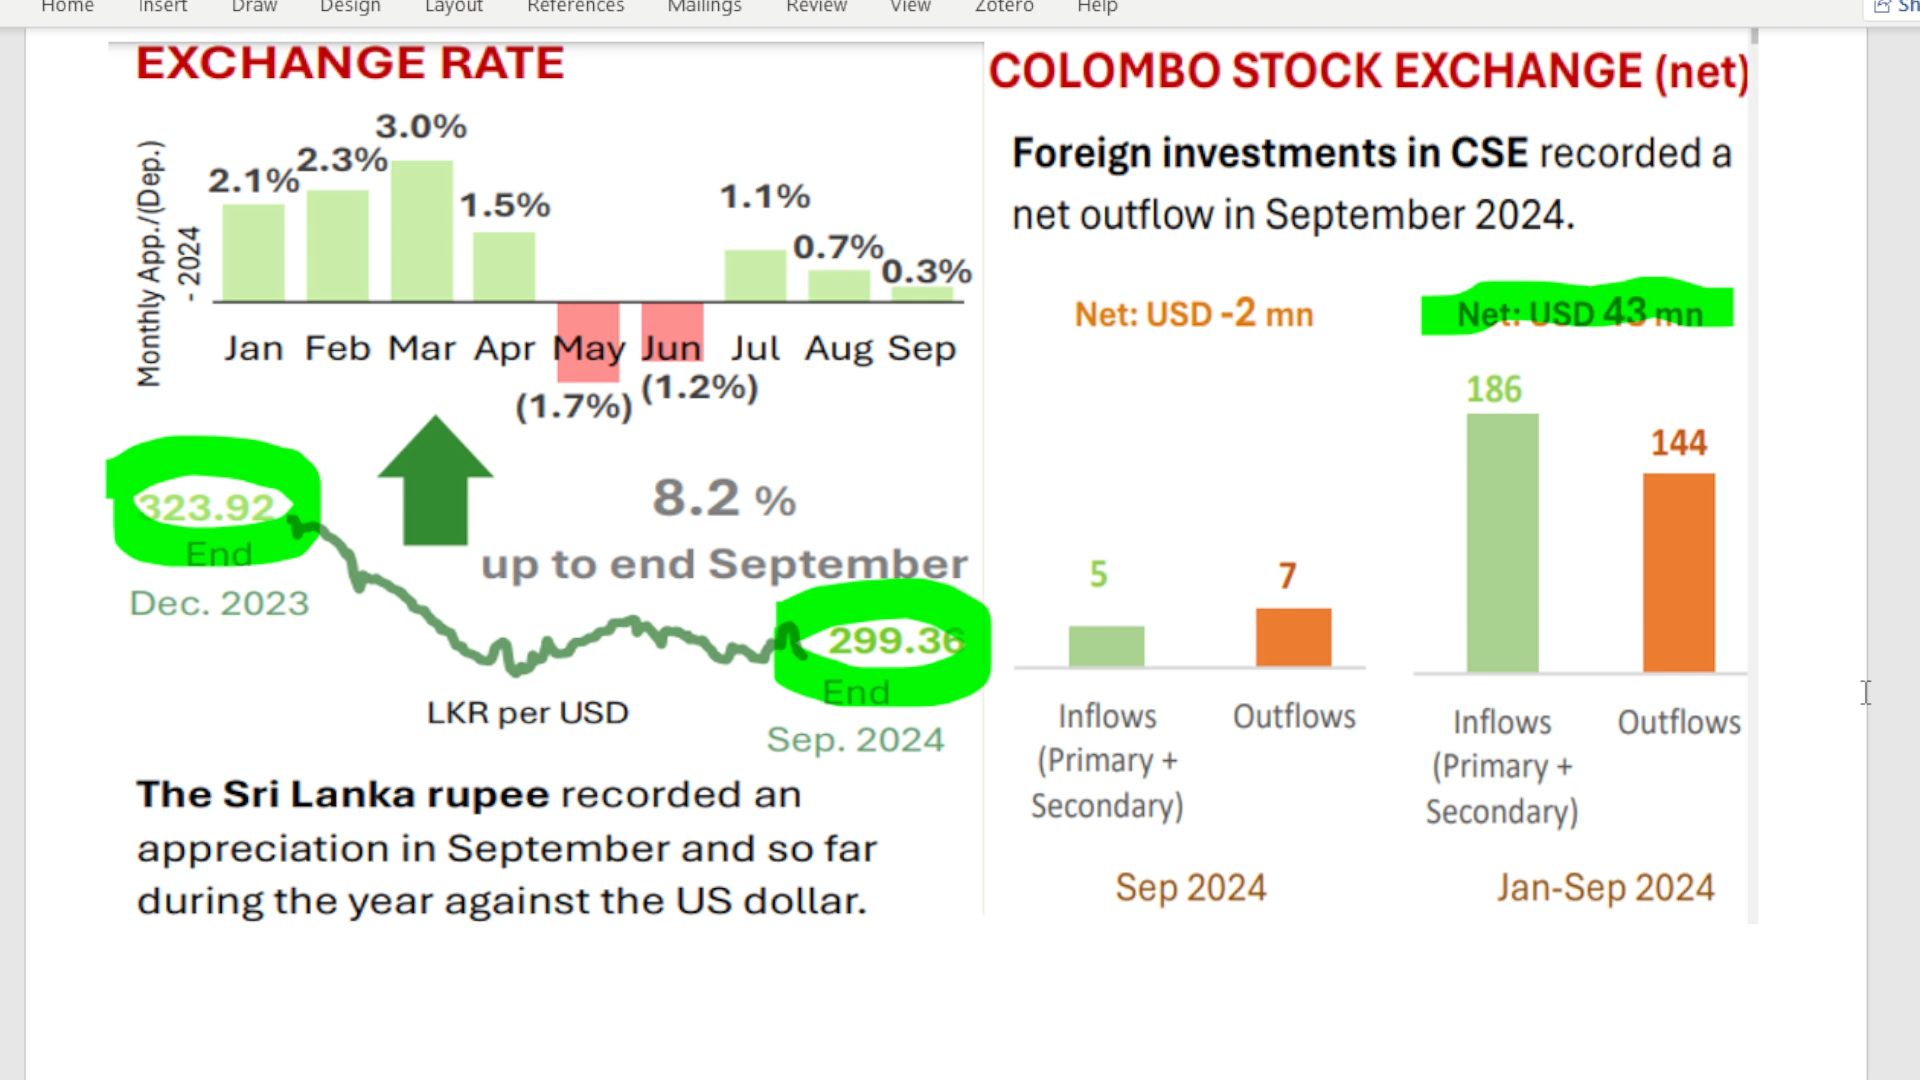 Home Insert Draw Design Layout References Mailings Review View Zotero Help Sh
EXCHANGE RATE
Monthly App./(Dep.)
- 2024
2.1% 2.3% 3.0% 1.5% 1.1% 0.7% 0.3%
Jan Feb Mar Apr May Jun Jul Aug Sep
(1.7%) (1.2%)
323.92
End
Dec. 2023
8.2 %
up to end September
299.36
End
Sep. 2024
LKR per USD
The Sri Lanka rupee recorded an
appreciation in September and so far
during the year against the US dollar.
COLOMBO STOCK EXCHANGE (net)
Foreign investments in CSE recorded a
net outflow in September 2024.
Net: USD -2 mn
5 7
Inflows Outflows
(Primary +
Secondary)
Sep 2024
Net: USD 43 mn
186 144
Inflows Outflows
(Primary +
Secondary)
Jan-Sep 2024